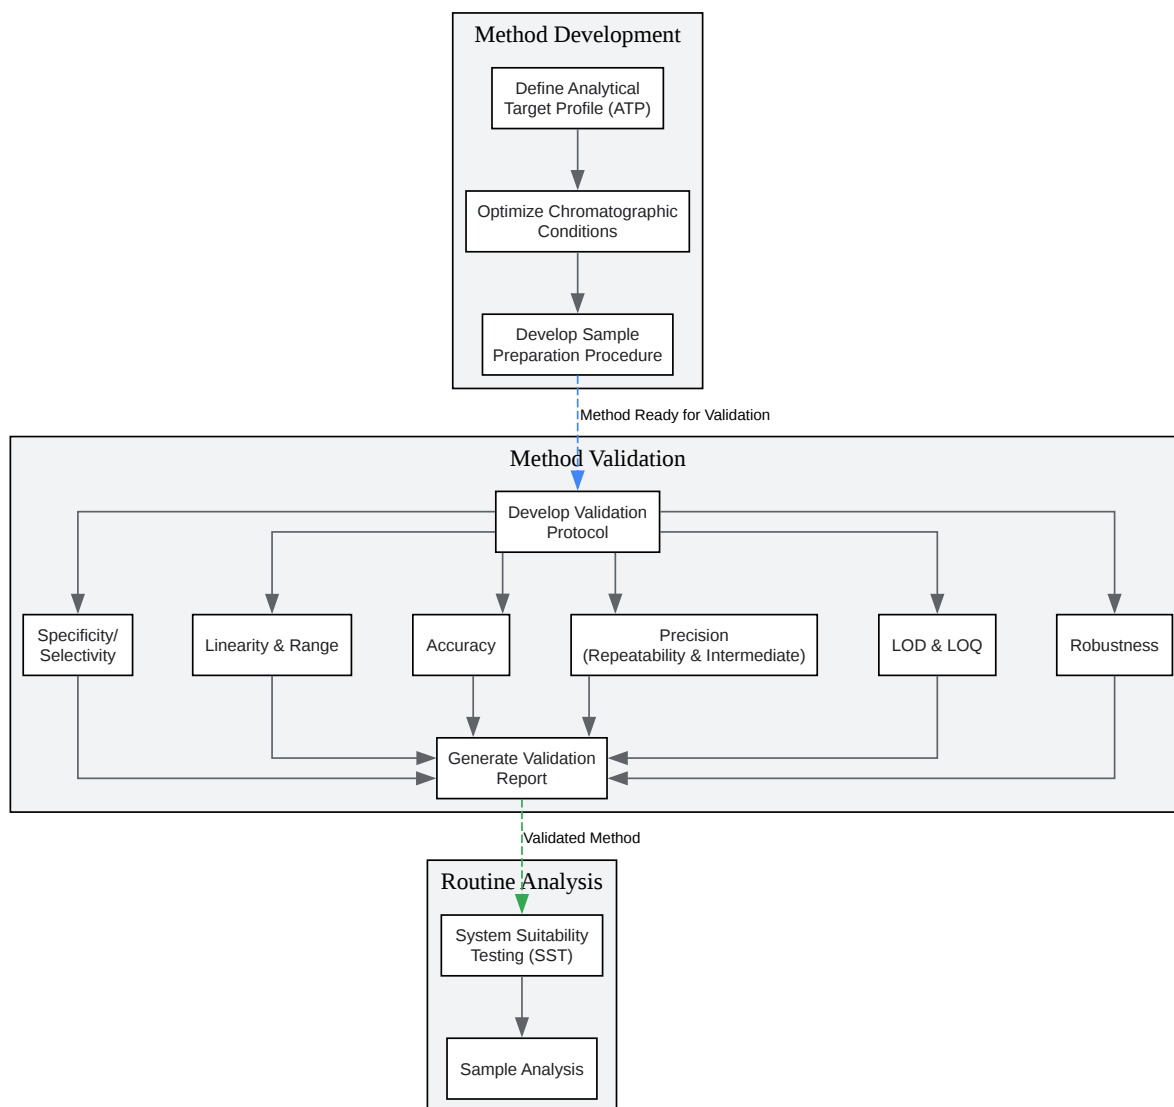 Method Development
Define Analytical
Target Profile (ATP)
Optimize Chromatographic
Conditions
Develop Sample
Preparation Procedure
Method Ready for Validation
Method Validation
Develop Validation
Protocol
Specificity/
Selectivity
Linearity & Range
Accuracy
Precision
(Repeatability & Intermediate)
LOD & LOQ
Robustness
Generate Validation
Report
Validated Method
Routine Analysis
System Suitability
Testing (SST)
Sample Analysis